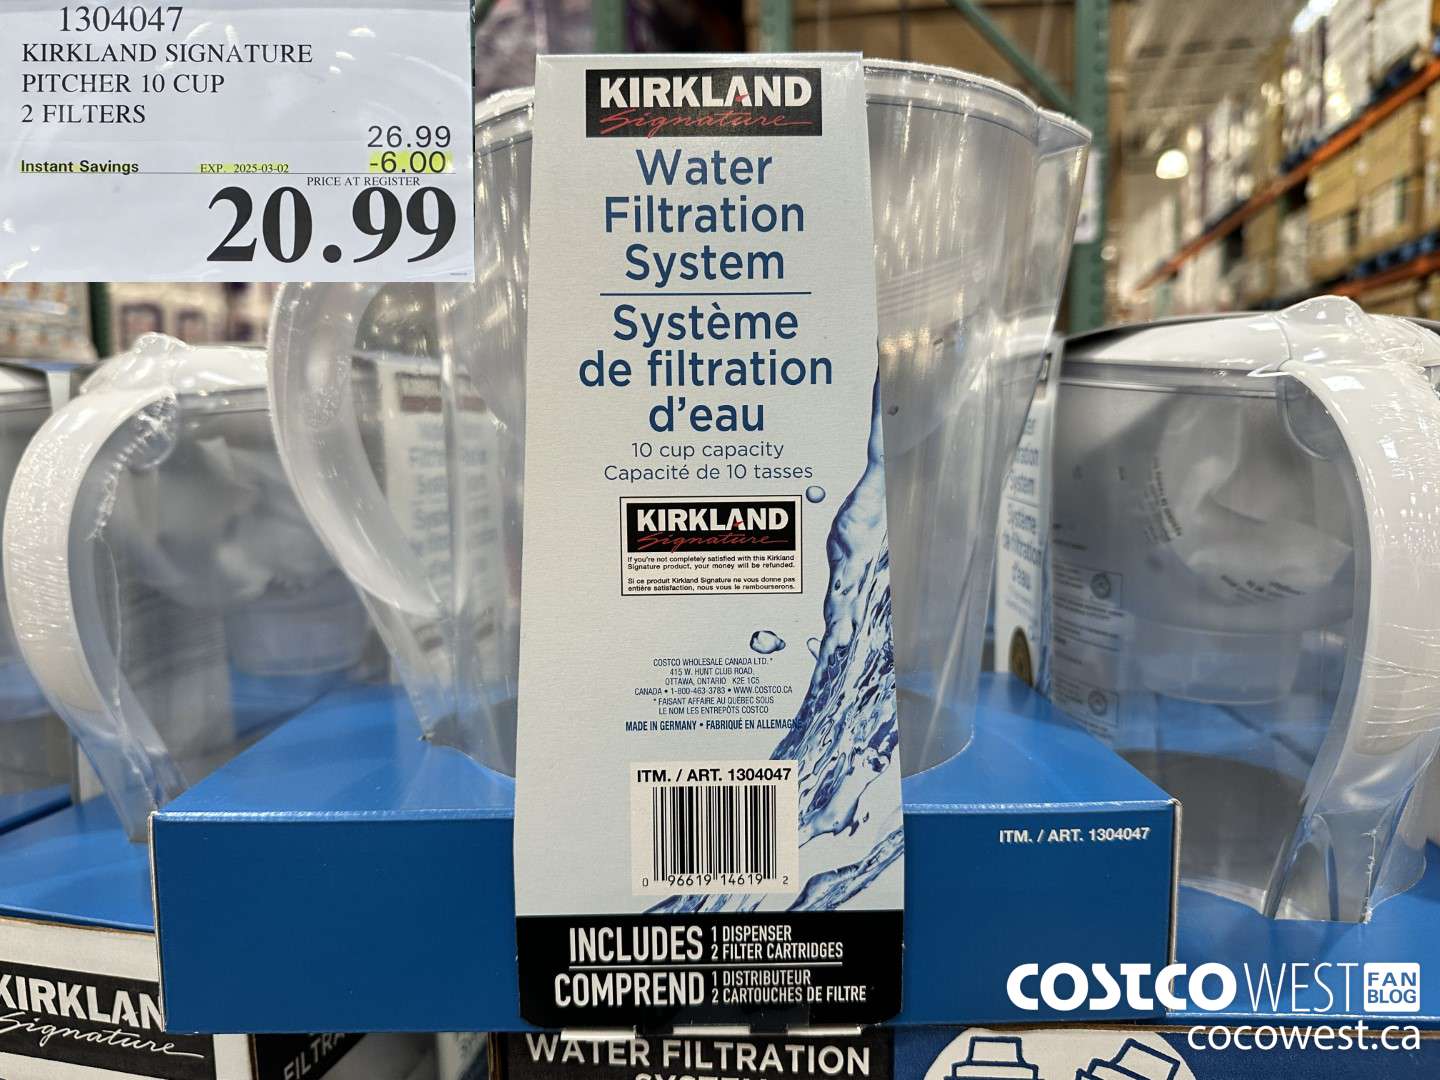 1304047
KIRKLAND SIGNATURE
PITCHER 10 CUP
2 FILTERS
26.99
Instant Savings EXP. 2025-03-02 -6.00
PRICE AT REGISTER
20.99
KIRKLAND
Signature
Water
Filtration
System
Système
de filtration
d'eau
10 cup capacity
Capacité de 10 tasses
KIRKLAND
Signature
If you're not completely satisfied with this Kirkland
Signature product, your money will be refunded.
Si ce produit Kirkland Signature ne vous donne pas
entière satisfaction, nous vous le rembourserons.
COSTCO WHOLESALE CANADA LTD.*
415 W. HUNT CLUB ROAD,
OTTAWA, ONTARIO K2E 1C5
CANADA • 1-800-463-3783 • WWW.COSTCO.CA
* FAISANT AFFAIRE AU QUÉBEC SOUS
LE NOM LES ENTREPÔTS COSTCO
MADE IN GERMANY • FABRIQUÉ EN ALLEMAGNE
ITM. / ART. 1304047
0 96619 14619 2
INCLUDES 1 DISPENSER
2 FILTER CARTRIDGES
COMPREND 1 DISTRIBUTEUR
2 CARTOUCHES DE FILTRE
ITM. / ART. 1304047
KIRKLAN
Signature
FILTRA
WATER FILTRATION
SYSTEM
COSTCO WEST FAN
BLOG
cocowest.ca